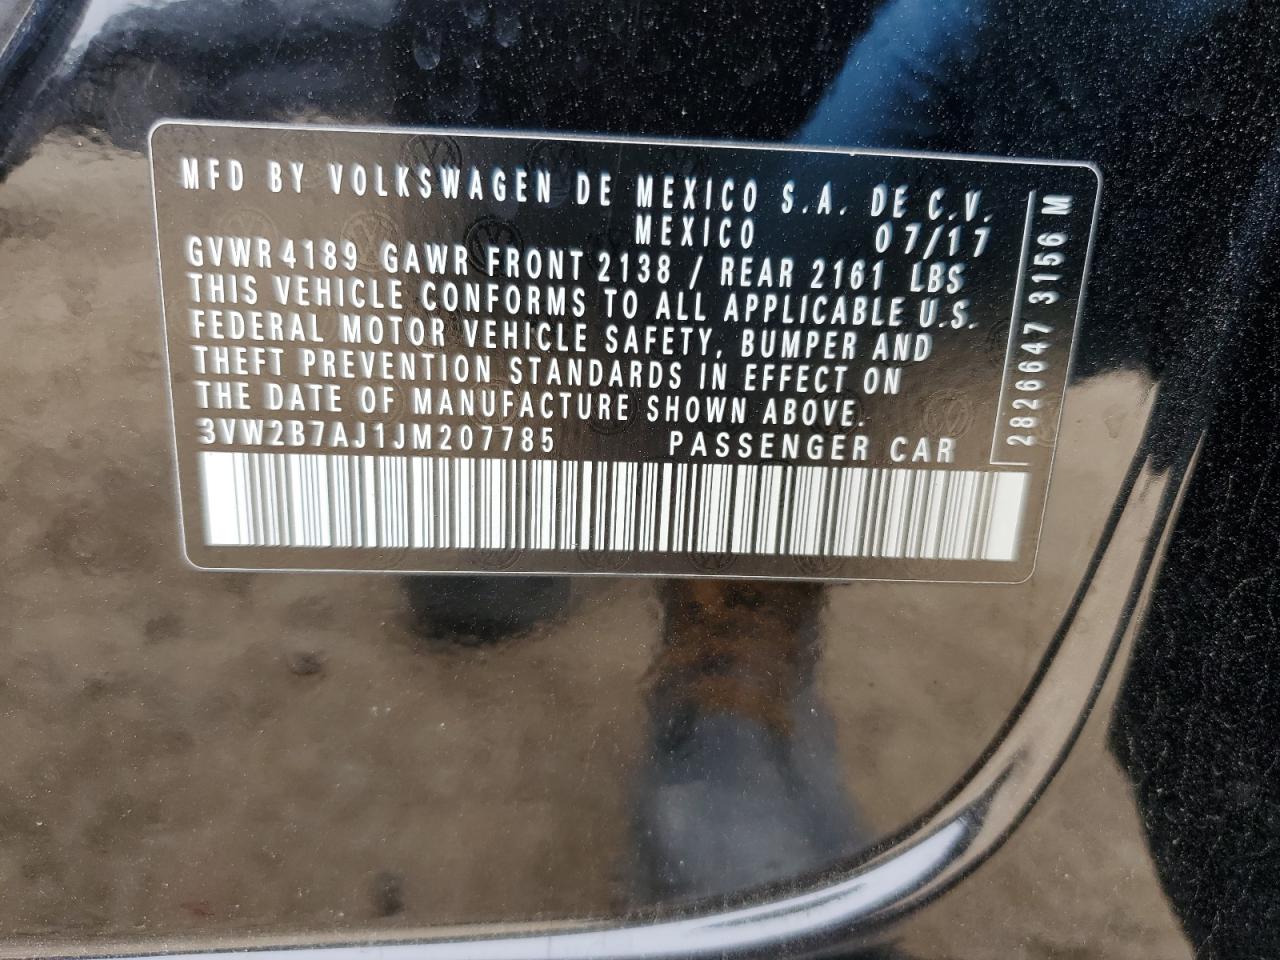 MFD BY VOLKSWAGEN DE MEXICO S.A. DE C.V.
MEXICO 07/17
GVWR 4189 GAWR FRONT 2138 / REAR 2161 LBS
THIS VEHICLE CONFORMS TO ALL APPLICABLE U.S.
FEDERAL MOTOR VEHICLE SAFETY, BUMPER AND
THEFT PREVENTION STANDARDS IN EFFECT ON
THE DATE OF MANUFACTURE SHOWN ABOVE.
3VW2B7AJ1JM207785 PASSENGER CAR
2826647 3156 M